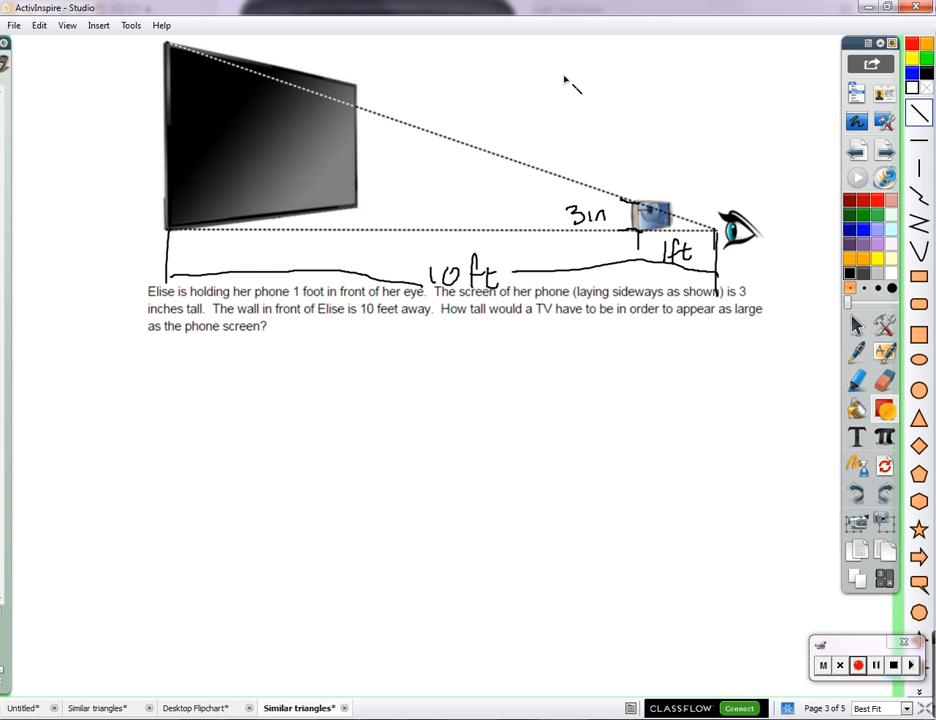 ActivInspire - Studio
File Edit View Insert Tools Help
3in
1ft
10 ft
Elise is holding her phone 1 foot in front of her eye. The screen of her phone (laying sideways as shown) is 3
inches tall. The wall in front of Elise is 10 feet away. How tall would a TV have to be in order to appear as large
as the phone screen?
M
Untitled* Similar triangles* Desktop Flipchart* Similar triangles* CLASSFLOW Connect Page 3 of 5 Best Fit